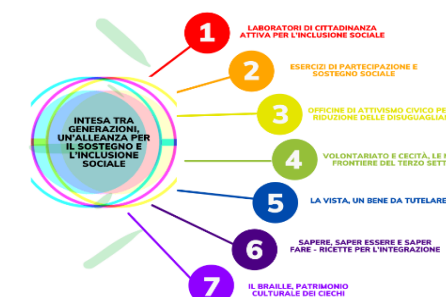 INTESA TRA
GENERAZIONI,
UN'ALLEANZA PER
IL SOSTEGNO E
L'INCLUSIONE
SOCIALE
1
LABORATORI DI CITTADINANZA
ATTIVA PER L'INCLUSIONE SOCIALE
2
ESERCIZI DI PARTECIPAZIONE E
SOSTEGNO SOCIALE
3
OFFICINE DI ATTIVISMO CIVICO PE
RIDUZIONE DELLE DISUGUAGLIA
4
VOLONTARIATO E CECITÀ, LE
FRONTIERE DEL TERZO SETT
5
LA VISTA, UN BENE DA TUTELARE
6
SAPERE, SAPER ESSERE E SAPER
FARE - RICETTE PER L'INTEGRAZIONE
7
IL BRAILLE, PATRIMONIO
CULTURALE DEI CIECHI